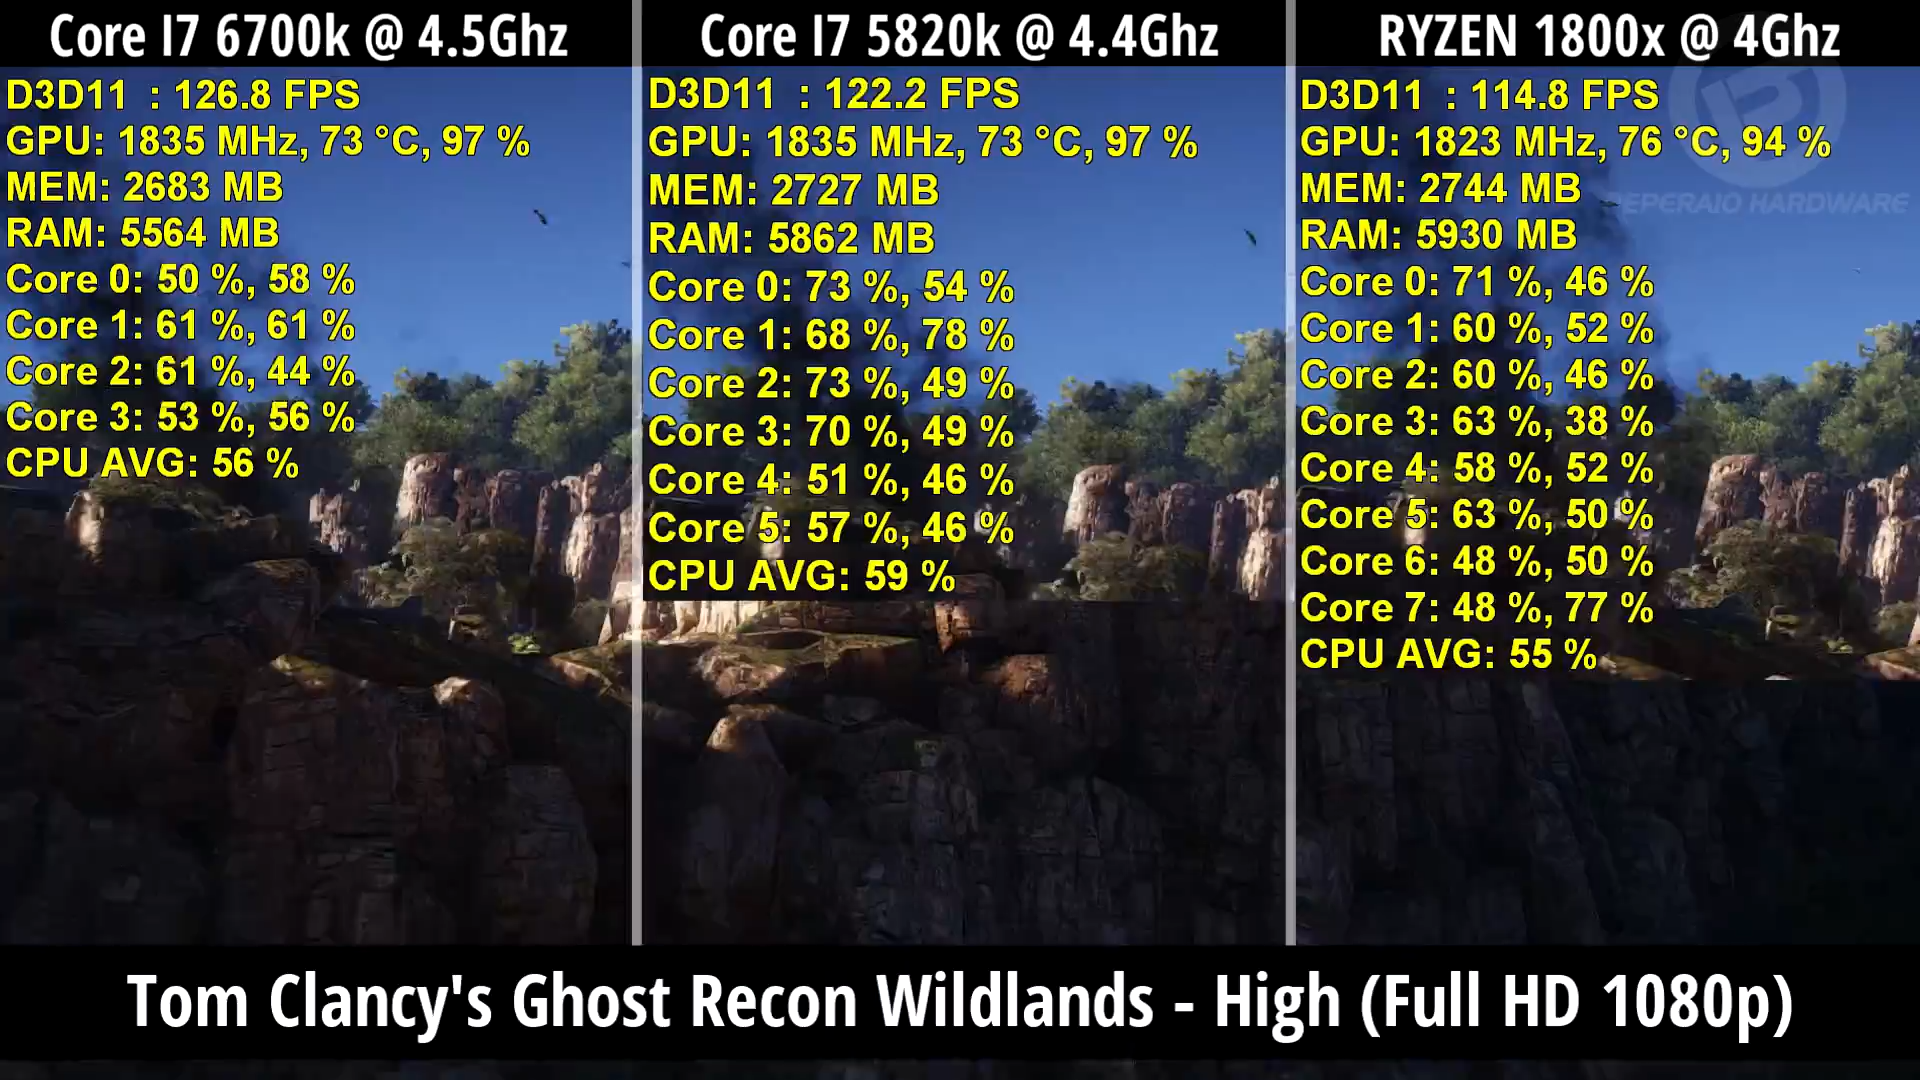 Core I7 6700k @ 4.5Ghz
D3D11 : 126.8 FPS
GPU: 1835 MHz, 73 °C, 97 %
MEM: 2683 MB
RAM: 5564 MB
Core 0: 50 %, 58 %
Core 1: 61 %, 61 %
Core 2: 61 %, 44 %
Core 3: 53 %, 56 %
CPU AVG: 56 %
Core I7 5820k @ 4.4Ghz
D3D11 : 122.2 FPS
GPU: 1835 MHz, 73 °C, 97 %
MEM: 2727 MB
RAM: 5862 MB
Core 0: 73 %, 54 %
Core 1: 68 %, 78 %
Core 2: 73 %, 49 %
Core 3: 70 %, 49 %
Core 4: 51 %, 46 %
Core 5: 57 %, 46 %
CPU AVG: 59 %
RYZEN 1800x @ 4Ghz
D3D11 : 114.8 FPS
GPU: 1823 MHz, 76 °C, 94 %
MEM: 2744 MB
RAM: 5930 MB
Core 0: 71 %, 46 %
Core 1: 60 %, 52 %
Core 2: 60 %, 46 %
Core 3: 63 %, 38 %
Core 4: 58 %, 52 %
Core 5: 63 %, 50 %
Core 6: 48 %, 50 %
Core 7: 48 %, 77 %
CPU AVG: 55 %
HARDWARE
Tom Clancy's Ghost Recon Wildlands - High (Full HD 1080p)